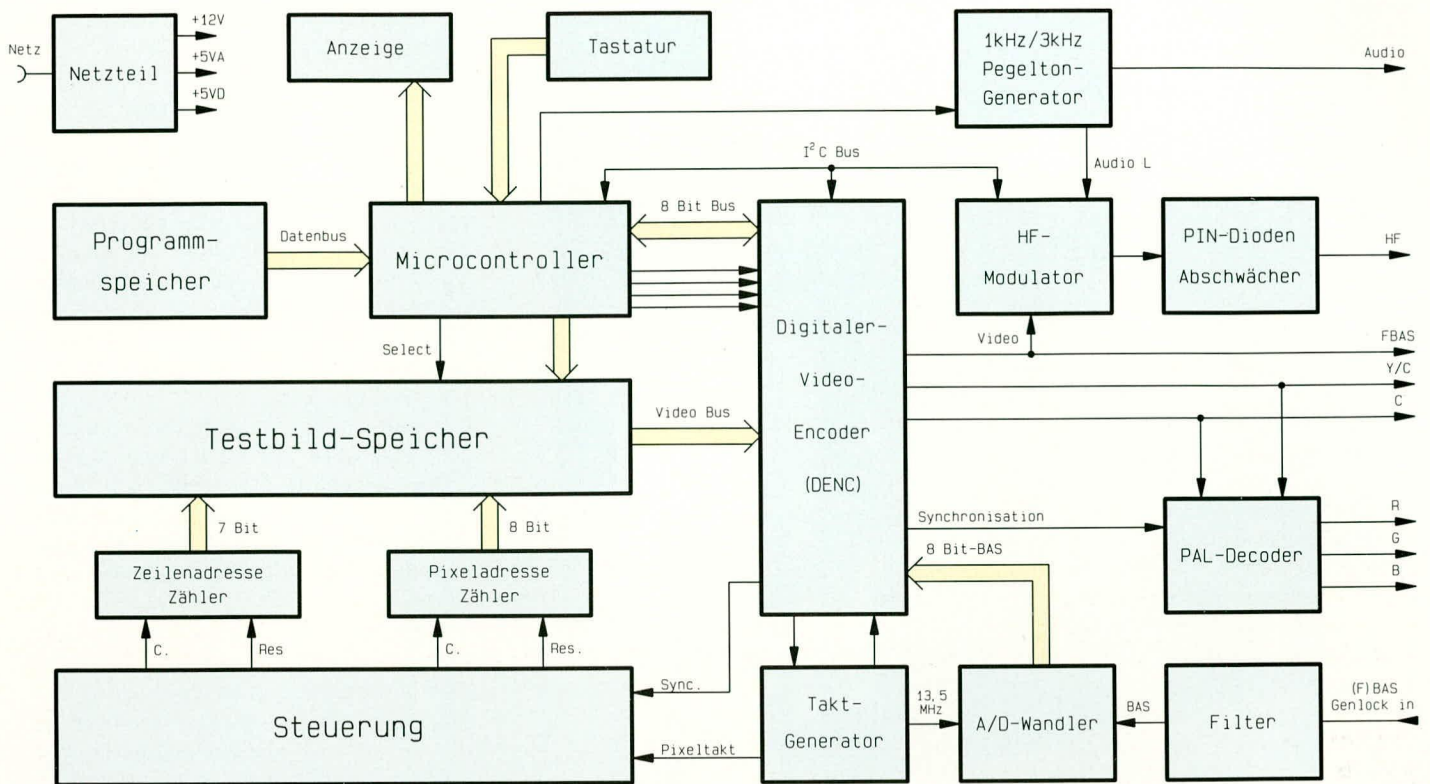 Netz
Netzteil
+12V
+5VA
+5VD
Anzeige
Tastatur
1kHz/3kHz
Pegelton-
Generator
Audio
I²C Bus
Audio L
Programm-
speicher
Datenbus
Microcontroller
8 Bit Bus
HF-
Modulator
PIN-Dioden
Abschwächer
HF
Select
Digitaler-
Video-
Encoder
(DENC)
Video
FBAS
Y/C
C
Testbild-Speicher
Video Bus
7 Bit
8 Bit
Synchronisation
8 Bit-BAS
PAL-Decoder
R
G
B
Zeilenadresse
Zähler
Pixeladresse
Zähler
C.
Res
C.
Res.
Steuerung
Sync.
Pixeltakt
Takt-
Generator
13,5
MHz
A/D-Wandler
BAS
Filter
(F)BAS
Genlock in